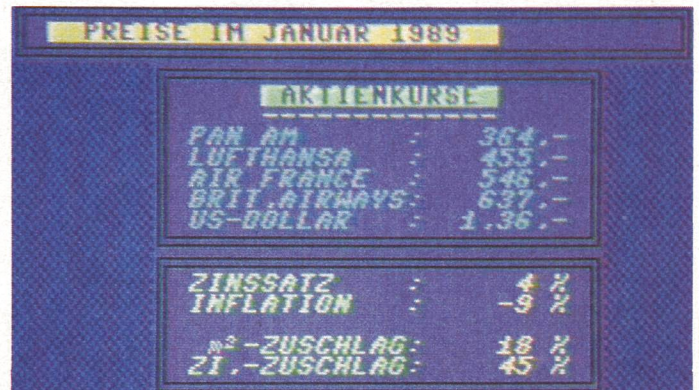 PREISE IM JANUAR 1989
AKTIENKURSE
PAN AM : 364,-
LUFTHANSA : 455,-
AIR FRANCE : 546,-
BRIT.AIRWAYS: 637,-
US-DOLLAR : 1,36,-
ZINSSATZ : 4 %
INFLATION : -9 %
m²-ZUSCHLAG: 18 %
ZI.-ZUSCHLAG: 45 %